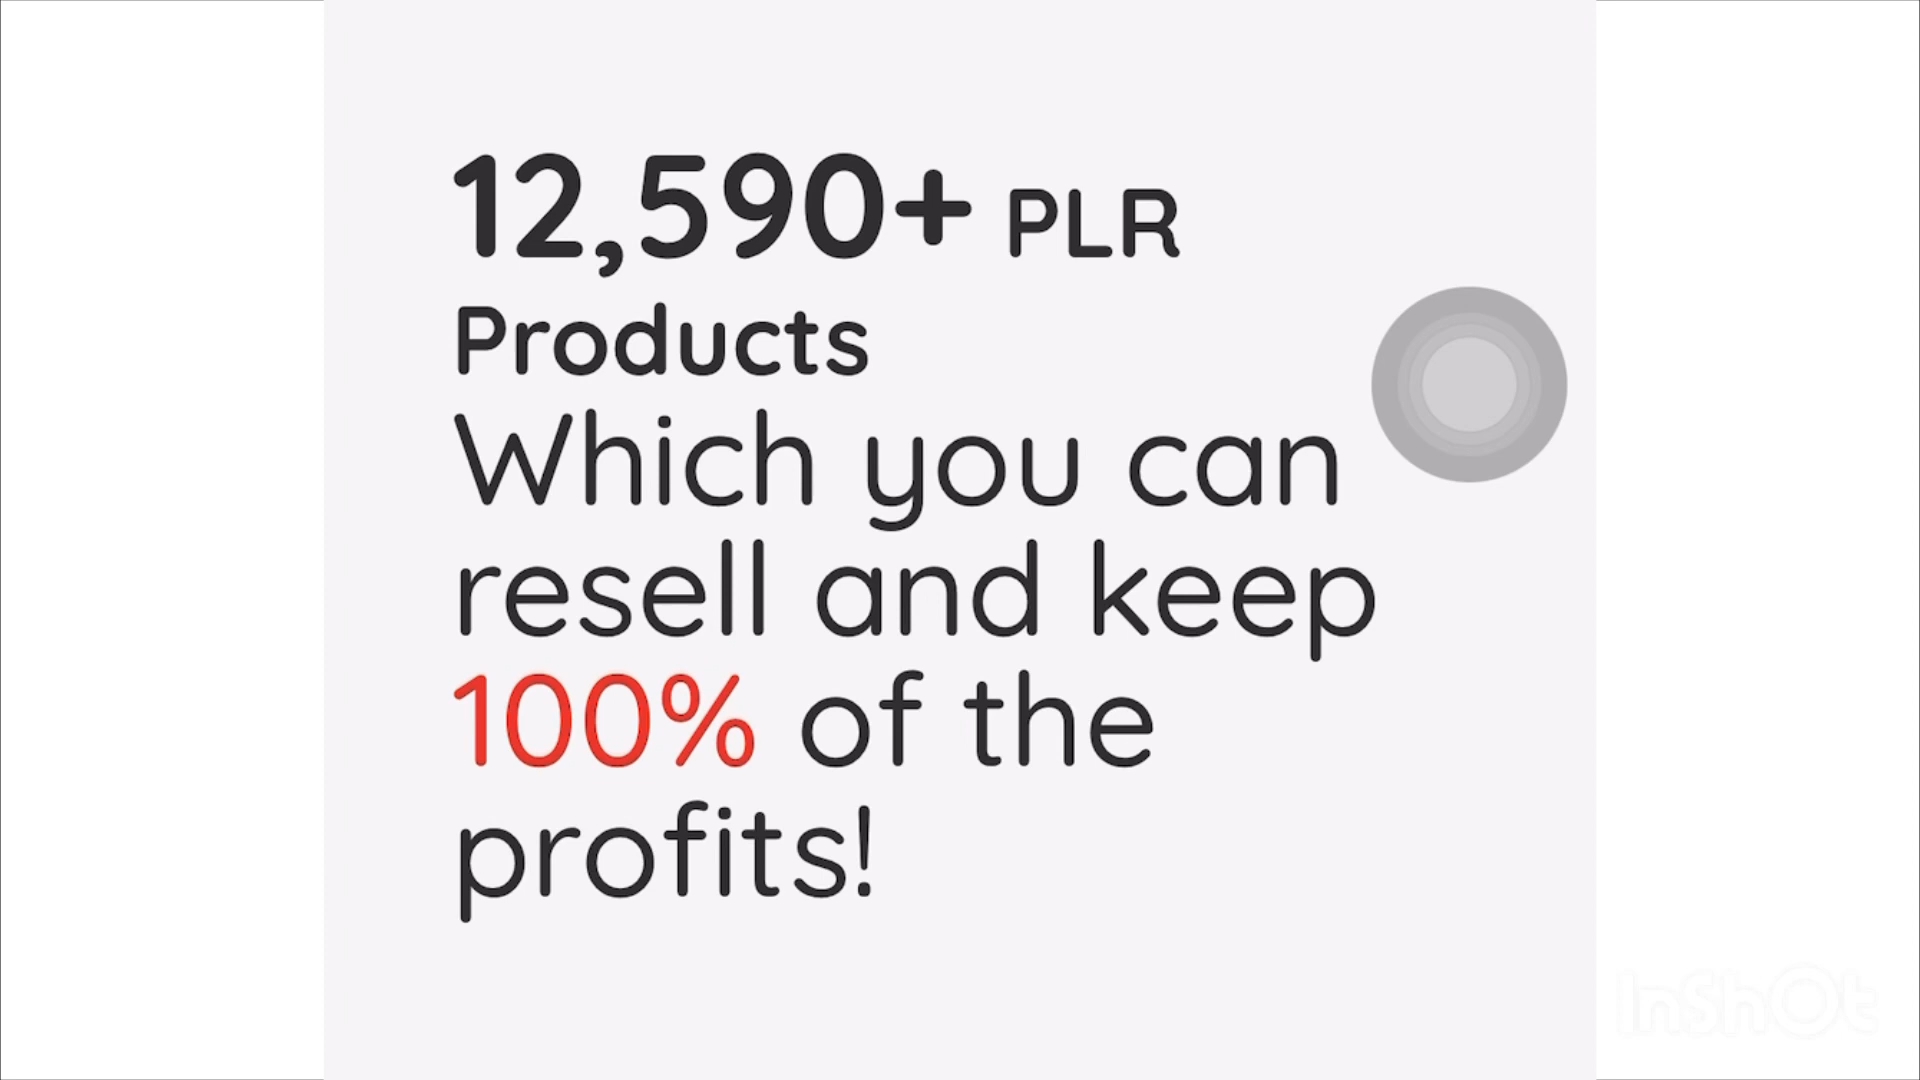 12,590+ PLR
Products
Which you can
resell and keep
100% of the
profits!
InShOt